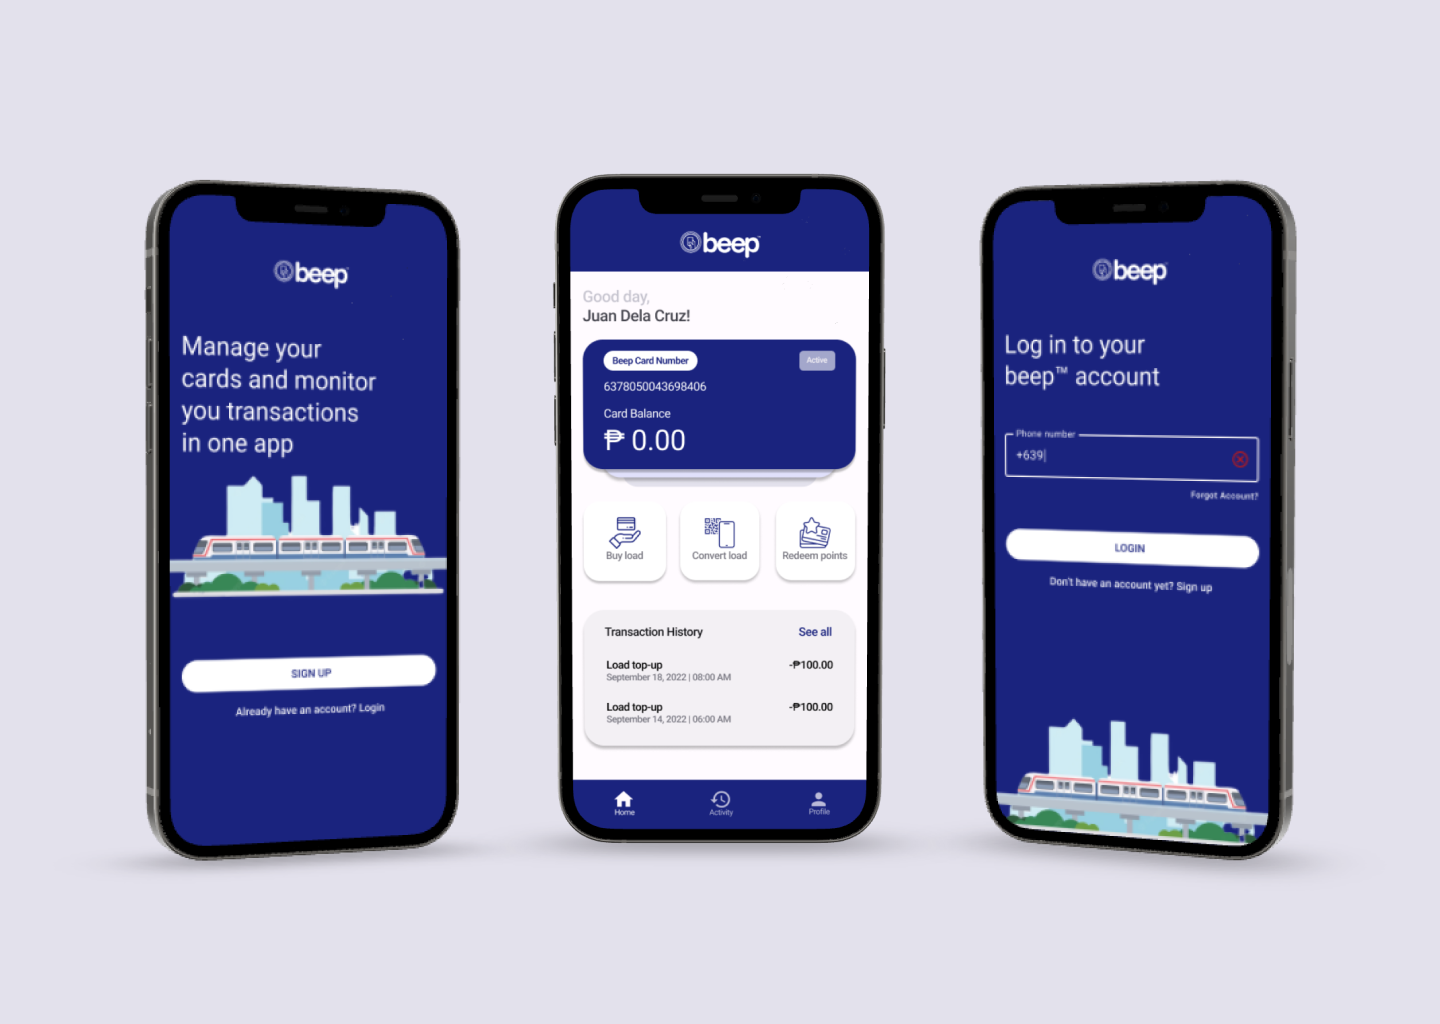 beep
Manage your
cards and monitor
you transactions
in one app
SIGN UP
Already have an account? Login
beep™
Good day,
Juan Dela Cruz!
Beep Card Number
Active
6378050043698406
Card Balance
₱ 0.00
Buy load
Convert load
Redeem points
Transaction History
See all
Load top-up
-₱100.00
September 18, 2022 | 08:00 AM
Load top-up
-₱100.00
September 14, 2022 | 06:00 AM
Home
Activity
Profile
beep
Log in to your
beep™ account
Phone number
+639
Forgot Account?
LOGIN
Don't have an account yet? Sign up